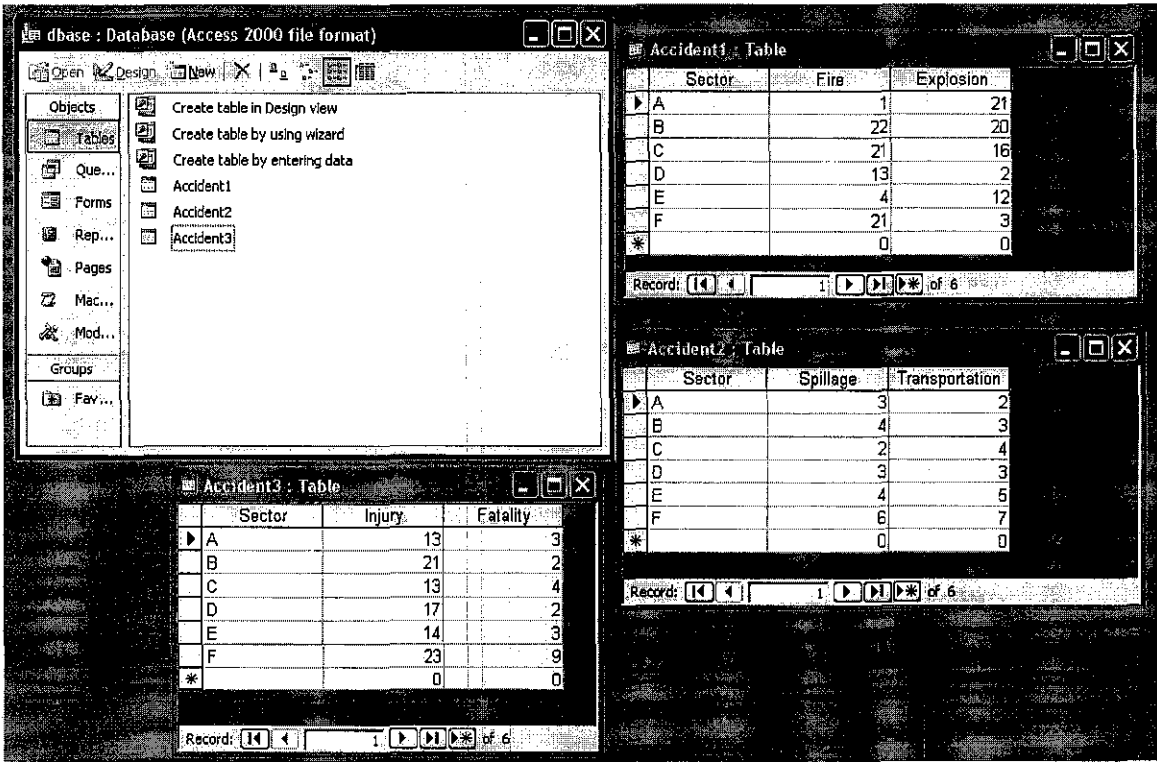 dbase : Database (Access 2000 file format)
Open Design New
Objects
Tables
Que...
Forms
Rep...
Pages
Mac...
Mod...
Groups
Fav...
Create table in Design view
Create table by using wizard
Create table by entering data
Accident1
Accident2
Accident3
Accident1 : Table
Sector Fire Explosion
A 1 21
B 22 20
C 21 16
D 13 2
E 4 12
F 21 3
* 0 0
Record: 1 of 6
Accident2 : Table
Sector Spillage Transportation
A 3 2
B 4 3
C 2 4
D 3 3
E 4 5
F 6 7
* 0 0
Record: 1 of 6
Accident3 : Table
Sector Injury Fatality
A 13 3
B 21 2
C 13 4
D 17 2
E 14 3
F 23 9
* 0 0
Record: 1 of 6